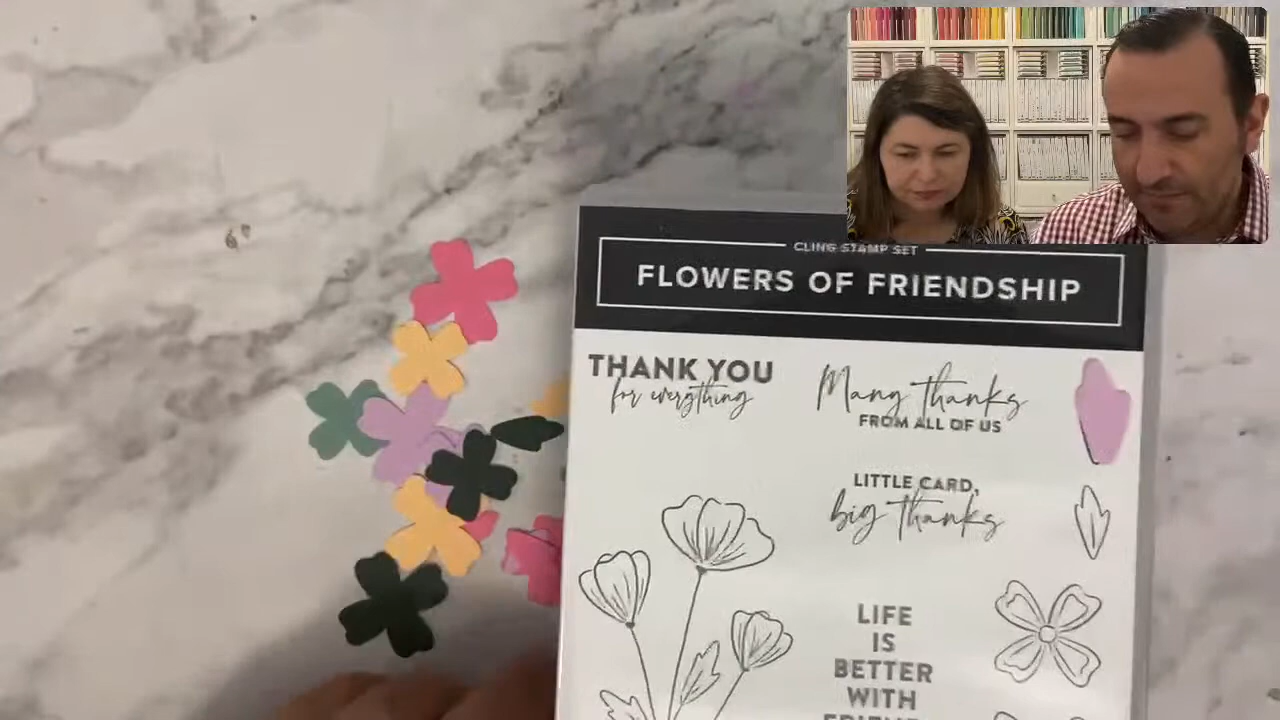 CLING STAMP SET
FLOWERS OF FRIENDSHIP
THANK YOU
for everything
Many thanks
FROM ALL OF US
LITTLE CARD,
big thanks
LIFE
IS
BETTER
WITH